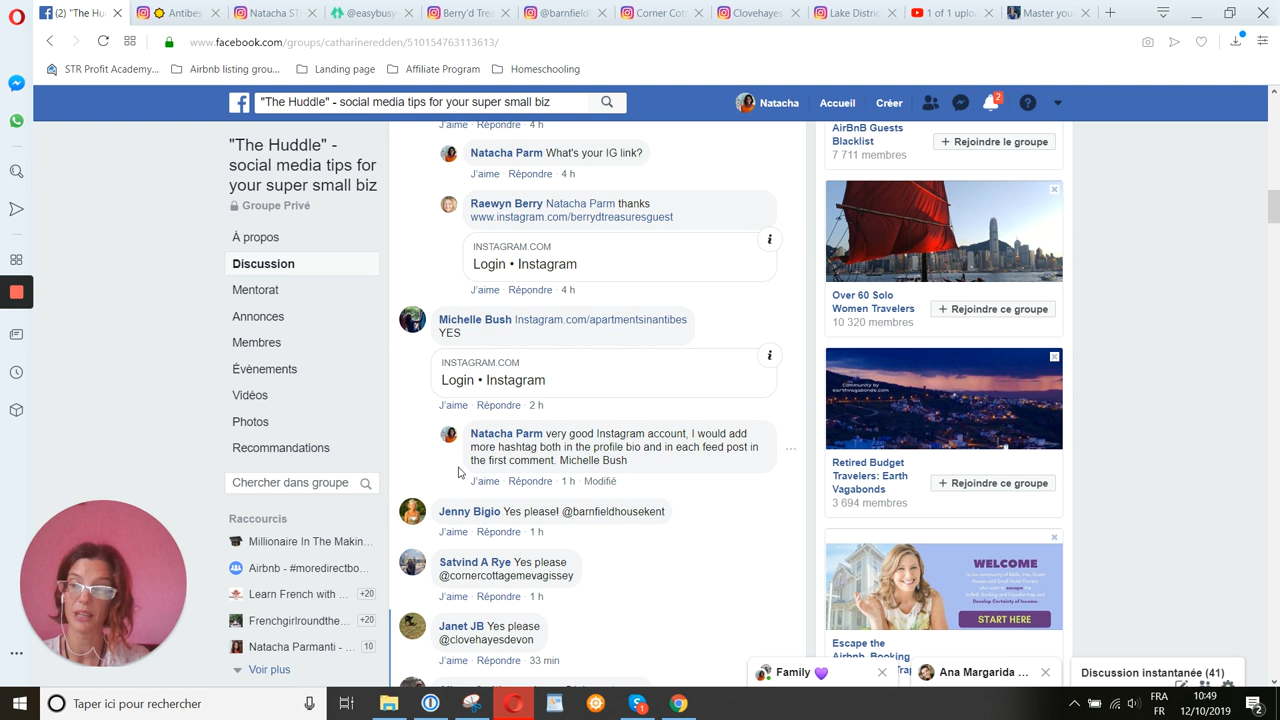 (2) "The Hu
Antibes
Natacha ST
@easybusy
Berry'd Trea
@barnfield
Corner Cott
Clovehayes
Lake Distric
1 of 1 uploa
Master you
www.facebook.com/groups/catharineredden/510154763113613/
STR Profit Academy...
Airbnb listing grou...
Landing page
Affiliate Program
Homeschooling
"The Huddle" - social media tips for your super small biz
Natacha
Accueil
Créer
2
"The Huddle" -
social media tips for
your super small biz
Groupe Privé
À propos
Discussion
Mentorat
Annonces
Membres
Évènements
Vidéos
Photos
Recommandations
Chercher dans groupe
Raccourcis
Millionaire In The Makin...
Airbnb - #moredirectbo...
Learn French with ... +20
Frenchgirlroundthe... +20
Natacha Parmanti - ... 10
Voir plus
J'aime · Répondre · 4 h
Natacha Parm What's your IG link?
J'aime · Répondre · 4 h
Raewyn Berry Natacha Parm thanks
www.instagram.com/berrydtreasuresguest
INSTAGRAM.COM
Login • Instagram
J'aime · Répondre · 4 h
Michelle Bush Instagram.com/apartmentsinantibes
YES
INSTAGRAM.COM
Login • Instagram
J'aime · Répondre · 2 h
Natacha Parm very good Instagram account, I would add
more hashtag both in the profile bio and in each feed post in
the first comment. Michelle Bush
J'aime · Répondre · 1 h · Modifié
Jenny Bigio Yes please! @barnfieldhousekent
J'aime · Répondre · 1 h
Satvind A Rye Yes please
@cornercottagemevagissey
J'aime · Répondre · 1 h
Janet JB Yes please
@clovehayesdevon
J'aime · Répondre · 33 min
AirBnB Guests
Blacklist
7 711 membres
+ Rejoindre le groupe
Over 60 Solo
Women Travelers
10 320 membres
+ Rejoindre ce groupe
Community by
earthvagabonds.com
Retired Budget
Travelers: Earth
Vagabonds
3 694 membres
+ Rejoindre ce groupe
WELCOME
START HERE
Escape the
Airbnb, Booking
Family
Ana Margarida ...
Discussion instantanée (41)
Taper ici pour rechercher
FRA
FR
10:49
12/10/2019
2